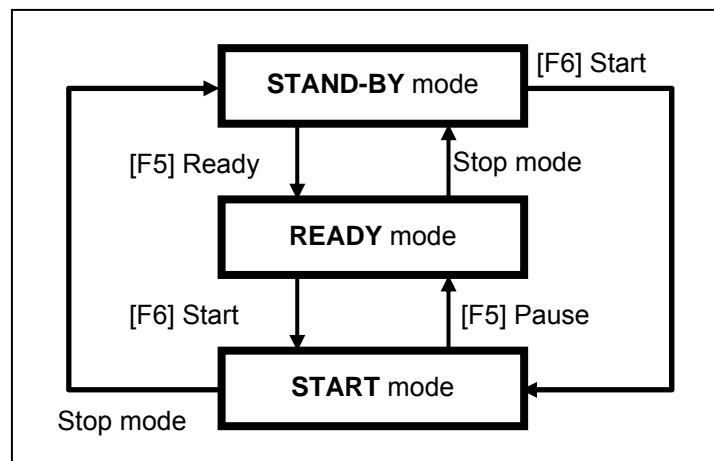 STAND-BY mode
[F6] Start
[F5] Ready
Stop mode
READY mode
[F6] Start
[F5] Pause
START mode
Stop mode